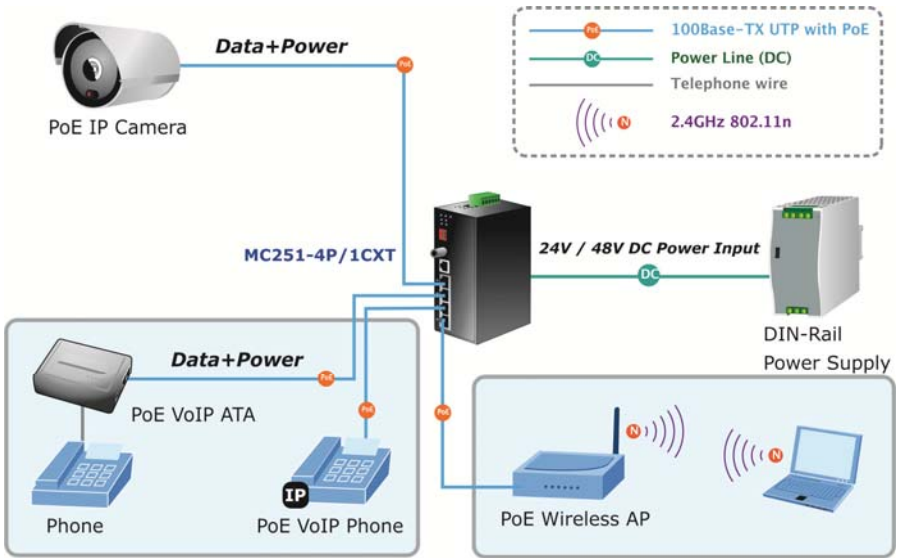 Data+Power
PoE
PoE IP Camera
PoE
100Base-TX UTP with PoE
DC
Power Line (DC)
Telephone wire
N
2.4GHz 802.11n
MC251-4P/1CXT
24V / 48V DC Power Input
DC
DIN-Rail
Power Supply
Data+Power
PoE
PoE VoIP ATA
PoE
PoE
IP
Phone
PoE VoIP Phone
N
N
PoE Wireless AP